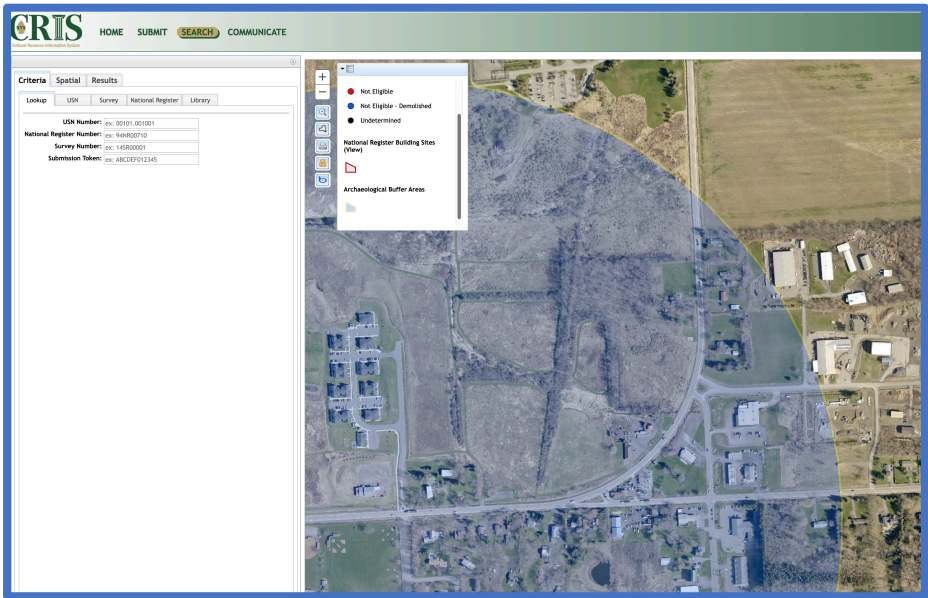 CRIS
Cultural Resource Information System
HOME SUBMIT SEARCH COMMUNICATE
Criteria Spatial Results
Lookup USN Survey National Register Library
USN Number: ex: 00101.001001
National Register Number: ex: 94NR00710
Survey Number: ex: 14SR00001
Submission Token: ex: ABCDEF012345
+
−
Not Eligible
Not Eligible - Demolished
Undetermined
National Register Building Sites
(View)
Archaeological Buffer Areas